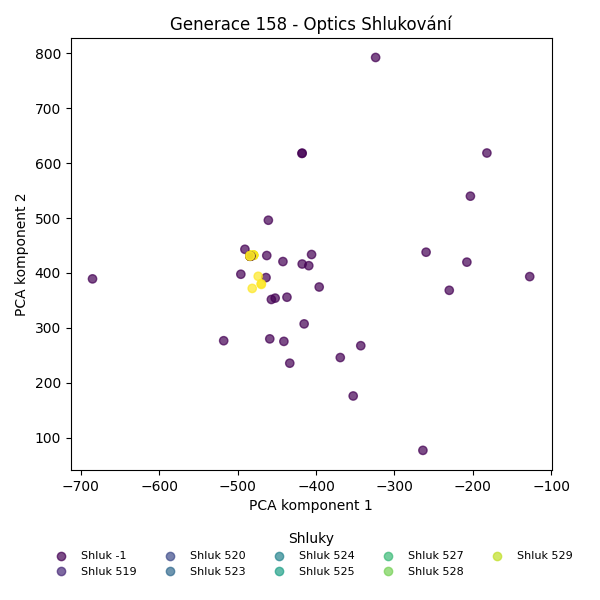 Generace 158 - Optics Shlukování
PCA komponent 2
800
700
600
500
400
300
200
100
−700 −600 −500 −400 −300 −200 −100
PCA komponent 1
Shluky
Shluk -1 Shluk 520 Shluk 524 Shluk 527 Shluk 529
Shluk 519 Shluk 523 Shluk 525 Shluk 528